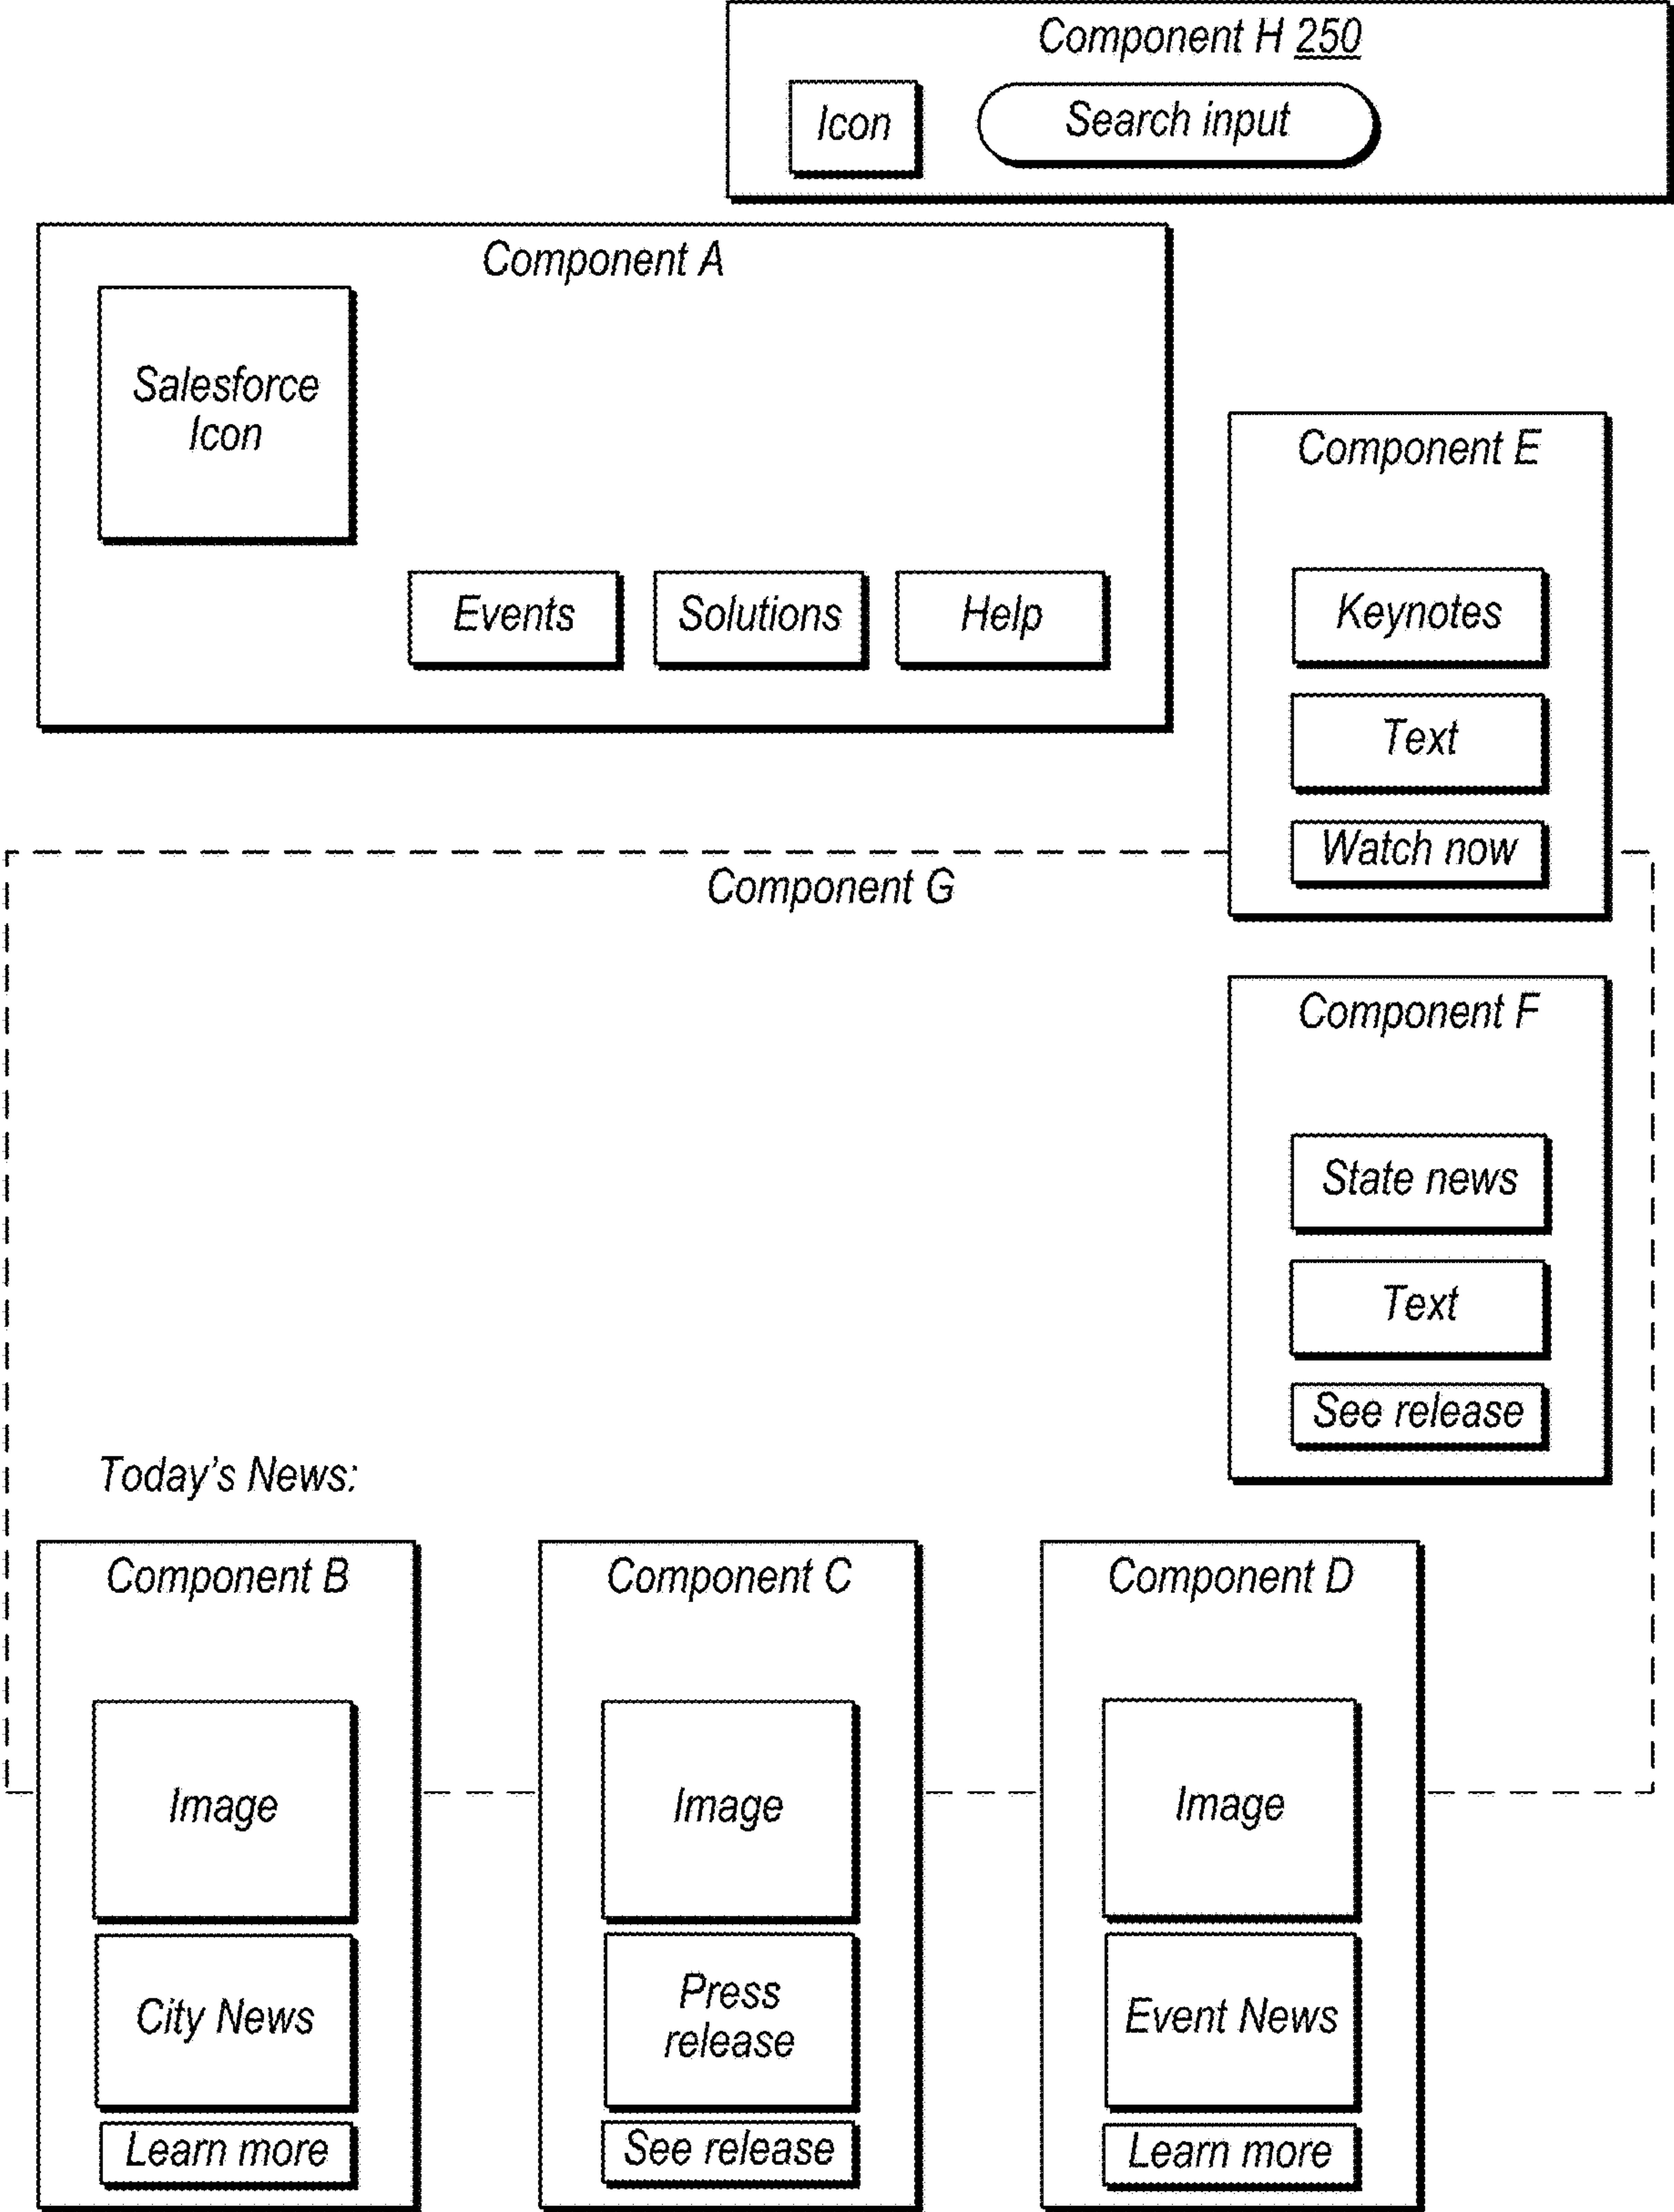 Component H 250
Icon
Search input
Component A
Salesforce
Icon
Events
Solutions
Help
Component E
Keynotes
Text
Watch now
Component G
Component F
State news
Text
See release
Today's News:
Component B
Image
City News
Learn more
Component C
Image
Press
release
See release
Component D
Image
Event News
Learn more